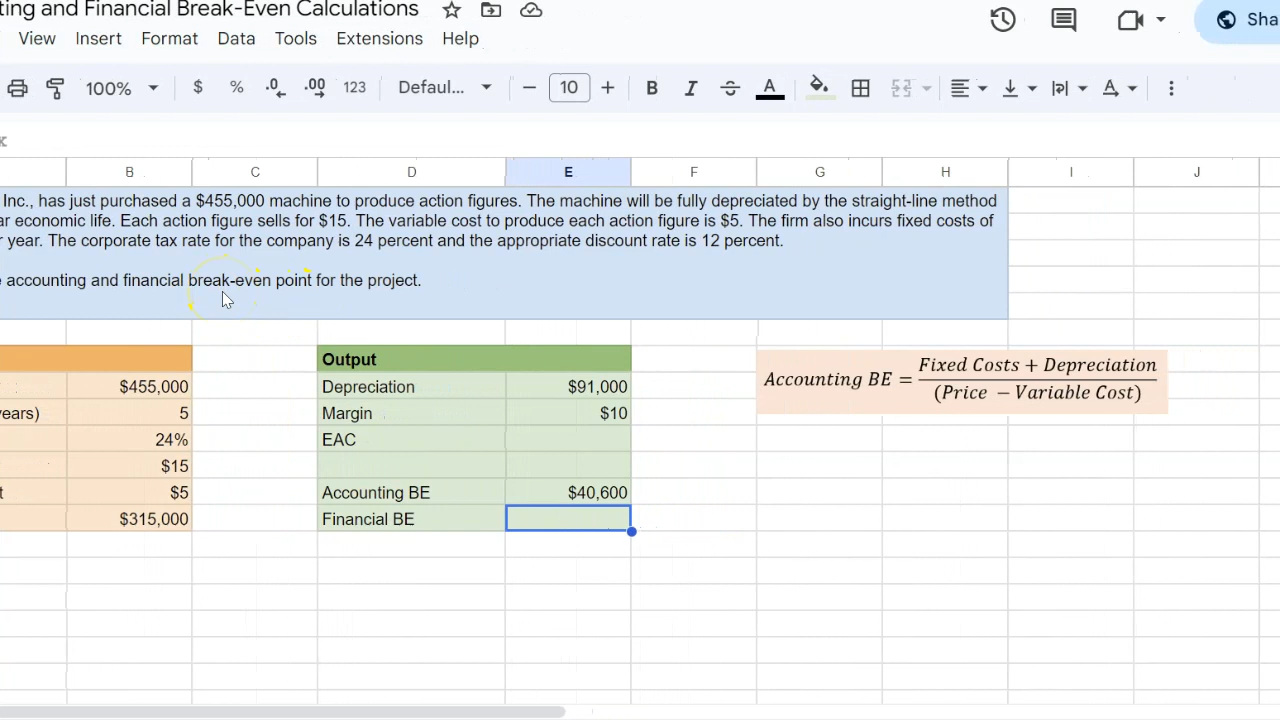 ting and Financial Break-Even Calculations
View Insert Format Data Tools Extensions Help
Sha
100% $ % .0 .00 123 Defaul... 10 B I A A
B C D E F G H I J
Inc., has just purchased a $455,000 machine to produce action figures. The machine will be fully depreciated by the straight-line method
ar economic life. Each action figure sells for $15. The variable cost to produce each action figure is $5. The firm also incurs fixed costs of
r year. The corporate tax rate for the company is 24 percent and the appropriate discount rate is 12 percent.
e accounting and financial break-even point for the project.
Output
$455,000 Depreciation $91,000
years) 5 Margin $10
24% EAC
$15
t $5 Accounting BE $40,600
$315,000 Financial BE
Accounting BE = Fixed Costs + Depreciation
(Price − Variable Cost)